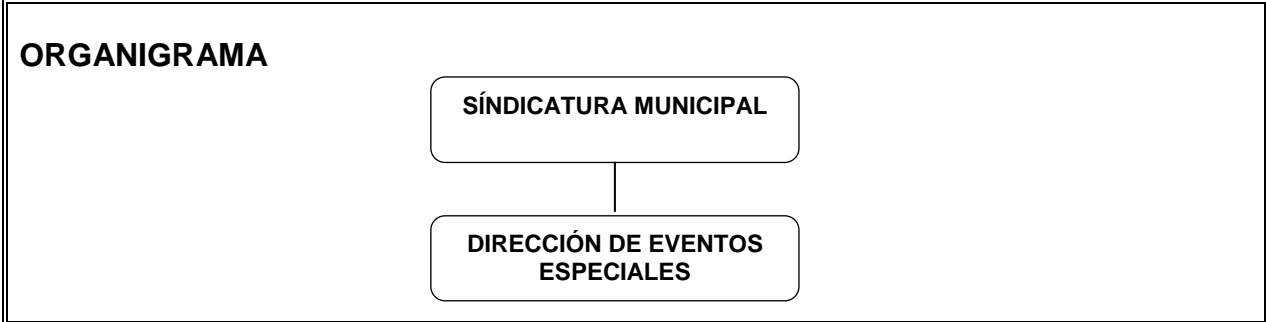 ORGANIGRAMA
SÍNDICATURA MUNICIPAL
DIRECCIÓN DE EVENTOS
ESPECIALES